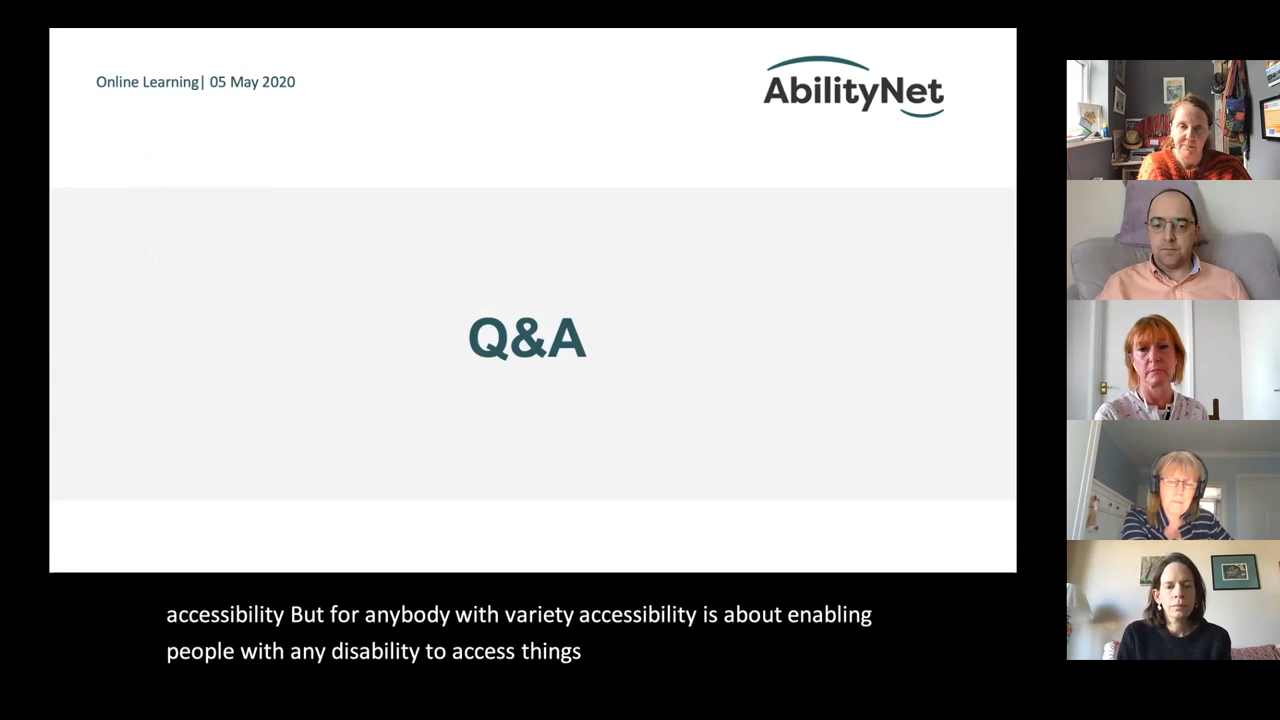 Online Learning| 05 May 2020
AbilityNet
Q&A
accessibility But for anybody with variety accessibility is about enabling
people with any disability to access things